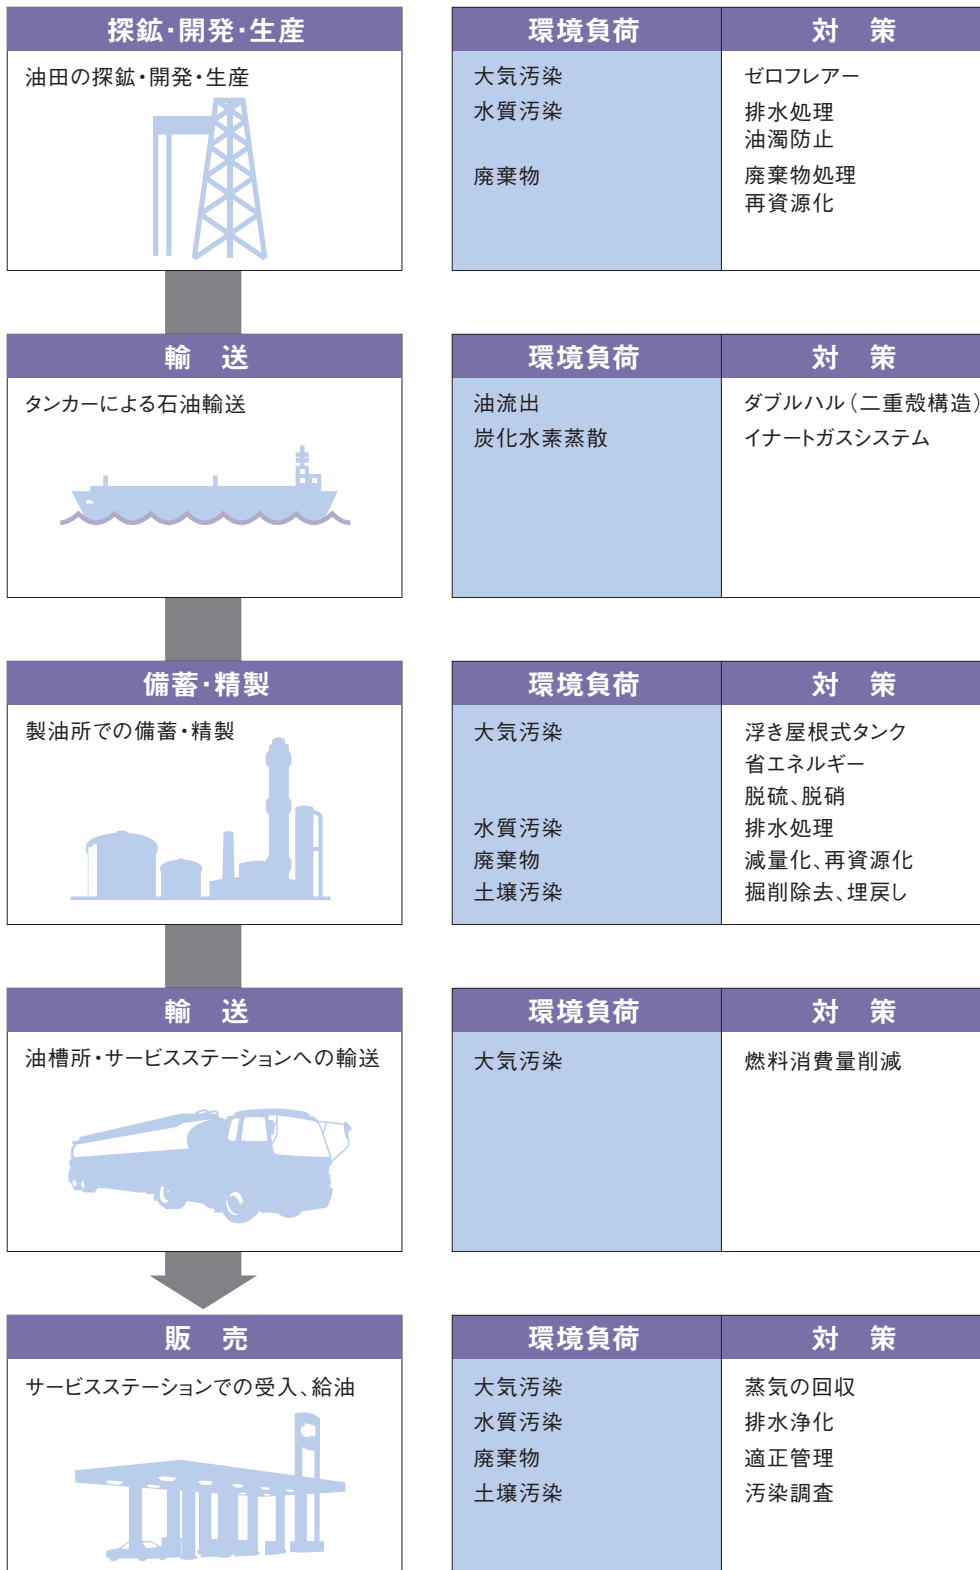 探鉱・開発・生産
油田の探鉱・開発・生産
環境負荷 対 策
大気汚染 ゼロフレアー
水質汚染 排水処理
油濁防止
廃棄物 廃棄物処理
再資源化
輸 送
タンカーによる石油輸送
環境負荷 対 策
油流出 ダブルハル(二重殻構造)
炭化水素蒸散 イナートガスシステム
備蓄・精製
製油所での備蓄・精製
環境負荷 対 策
大気汚染 浮き屋根式タンク
省エネルギー
脱硫、脱硝
水質汚染 排水処理
廃棄物 減量化、再資源化
土壌汚染 掘削除去、埋戻し
輸 送
油槽所・サービスステーションへの輸送
環境負荷 対 策
大気汚染 燃料消費量削減
販 売
サービスステーションでの受入、給油
環境負荷 対 策
大気汚染 蒸気の回収
水質汚染 排水浄化
廃棄物 適正管理
土壌汚染 汚染調査